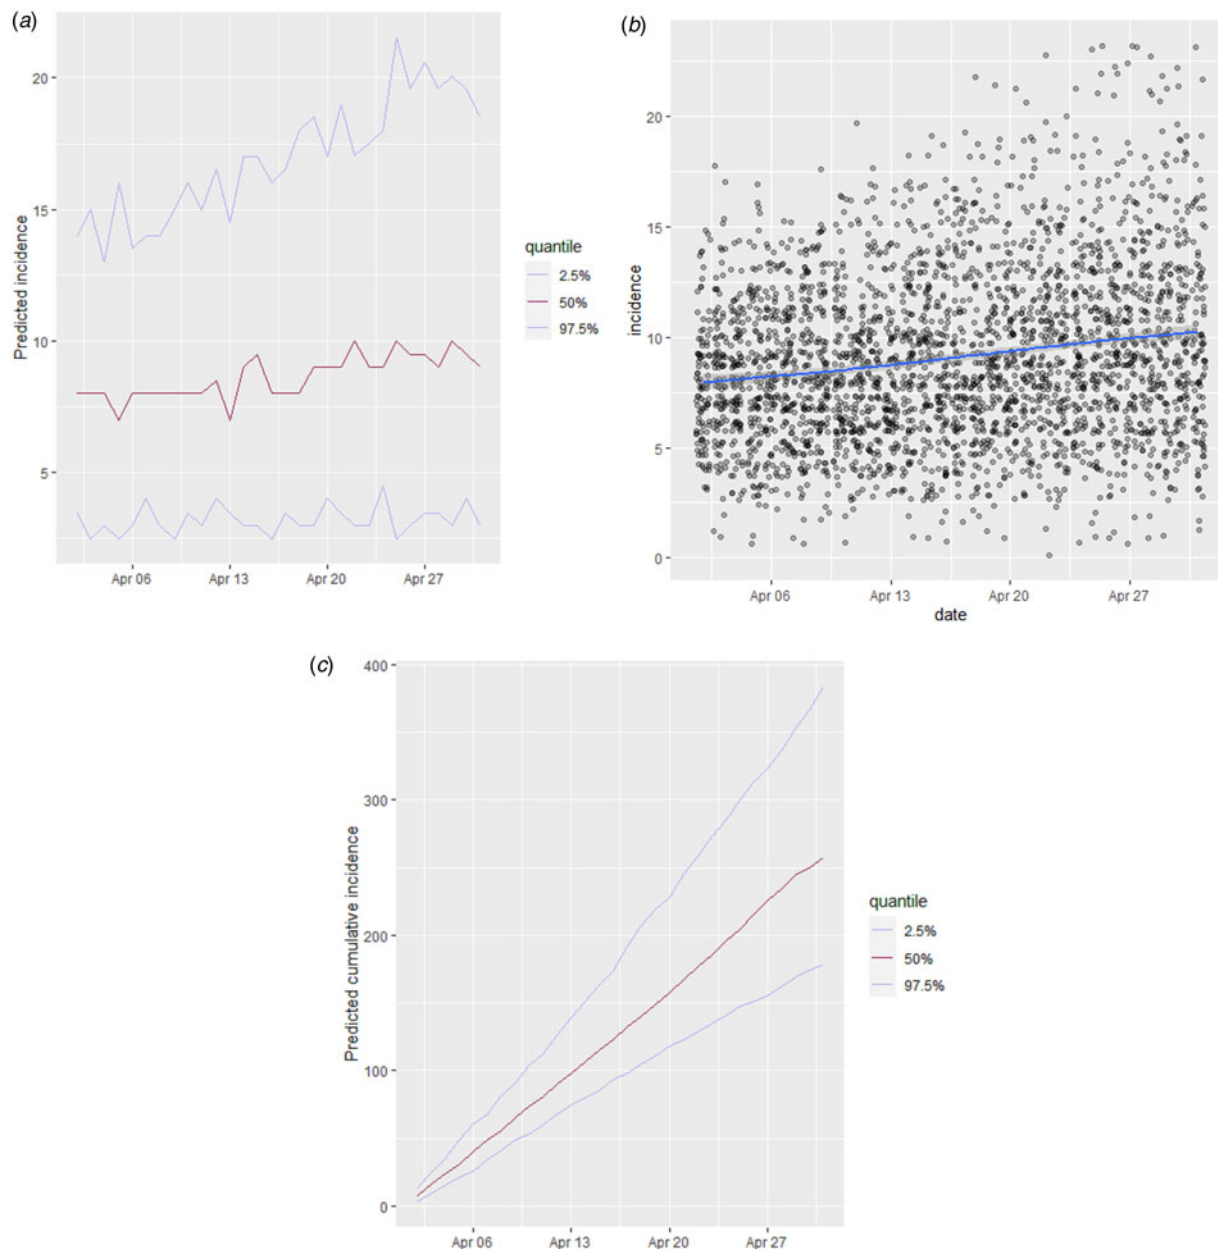 (a)
20
15
10
5
Predicted incidence
Apr 06 Apr 13 Apr 20 Apr 27
quantile
2.5%
50%
97.5%
(b)
20
15
10
5
0
incidence
Apr 06 Apr 13 Apr 20 Apr 27
date
(c)
400
300
200
100
0
Predicted cumulative incidence
Apr 06 Apr 13 Apr 20 Apr 27
quantile
2.5%
50%
97.5%